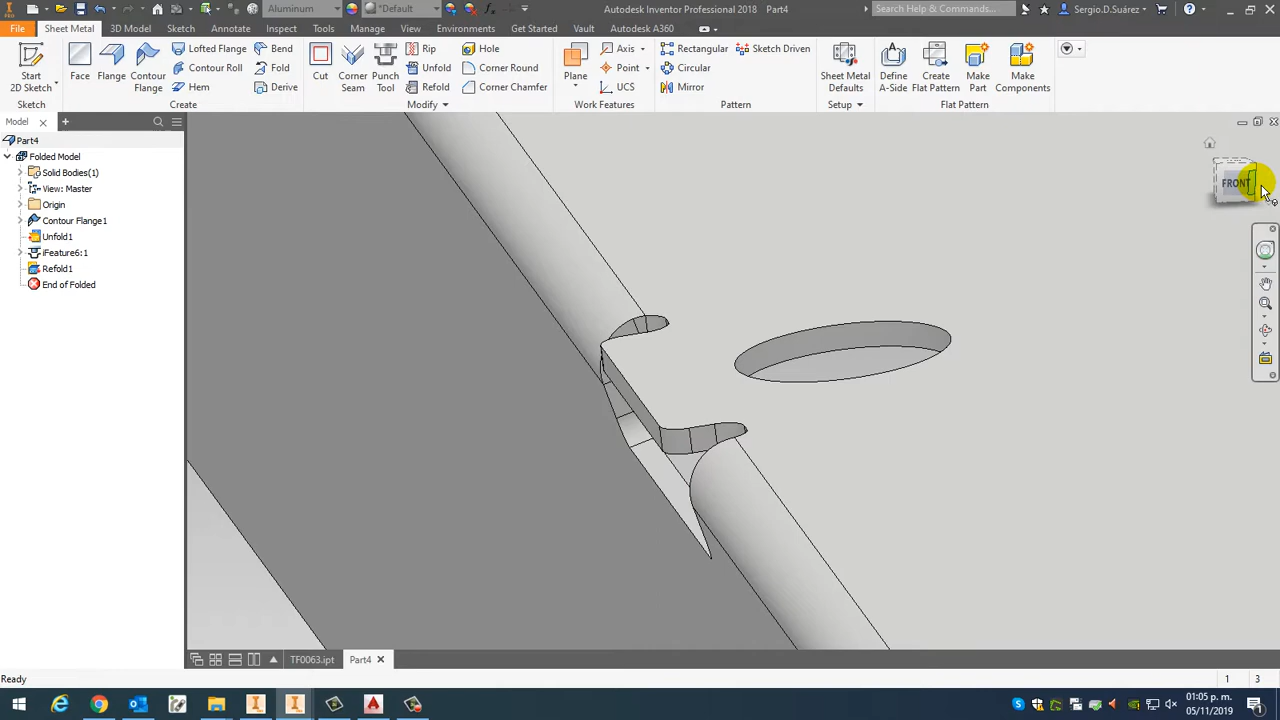 Aluminum
*Default
Autodesk Inventor Professional 2018 Part4
Search Help & Commands...
Sergio.D.Suarez
File Sheet Metal 3D Model Sketch Annotate Inspect Tools Manage View Environments Get Started Vault Autodesk A360
Start
2D Sketch
Sketch
Face
Flange
Contour
Flange
Lofted Flange
Contour Roll
Hem
Bend
Fold
Derive
Create
Cut
Corner
Seam
Punch
Tool
Rip
Unfold
Refold
Hole
Corner Round
Corner Chamfer
Modify
Plane
Axis
Point
UCS
Work Features
Rectangular
Circular
Mirror
Sketch Driven
Pattern
Sheet Metal
Defaults
Setup
Define
A-Side
Create
Flat Pattern
Make
Part
Make
Components
Flat Pattern
Model
Part4
Folded Model
Solid Bodies(1)
View: Master
Origin
Contour Flange1
Unfold1
iFeature6:1
Refold1
End of Folded
FRONT
TF0063.ipt Part4
Ready 1 3
01:05 p. m.
05/11/2019